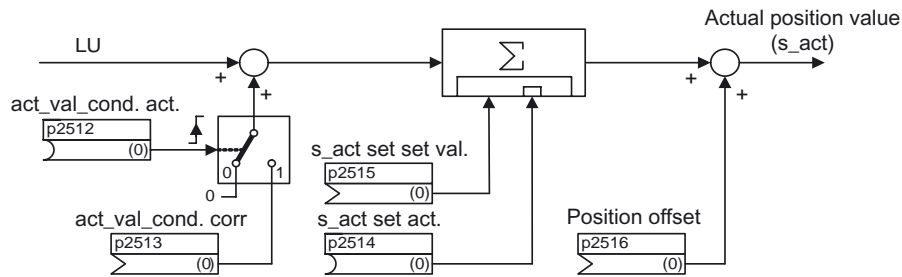 Actual position value
(s_act)
LU
Σ
+
+
+
+
act_val_cond. act.
p2512
(0)
0
1
0
s_act set set val.
p2515
(0)
act_val_cond. corr
p2513
(0)
s_act set act.
p2514
(0)
Position offset
p2516
(0)